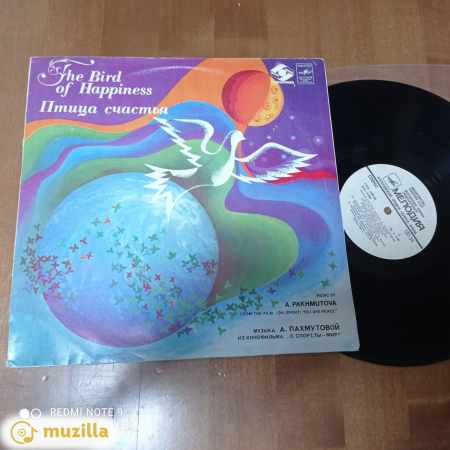 The Bird
of Happiness
Птица счастья
MUSIC BY
A. PAKHMUTOVA
FROM THE FILM „OH, SPORT! YOU ARE PEACE"
МУЗЫКА А. ПАХМУТОВОЙ
ИЗ КИНОФИЛЬМА „О СПОРТ, ТЫ – МИР!"
МЕЛОДИЯ
REDMI NOTE 9
muzilla